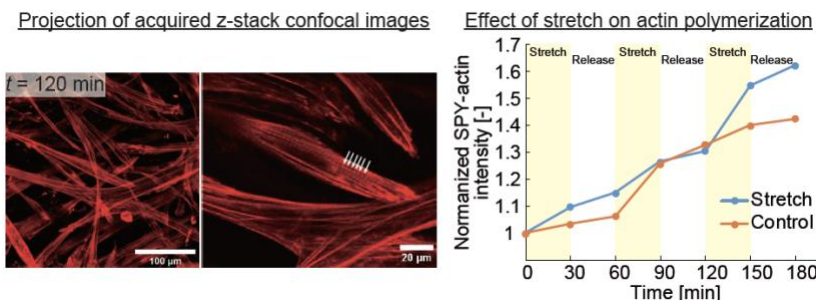 Projection of acquired z-stack confocal images
t = 120 min
100 µm
20 µm
Effect of stretch on actin polymerization
Normanized SPY-actin
intensity [-]
1.7
1.6
1.5
1.4
1.3
1.2
1.1
1
Stretch
Release
Stretch
Release
Stretch
Release
Stretch
Control
0 30 60 90 120 150 180
Time [min]